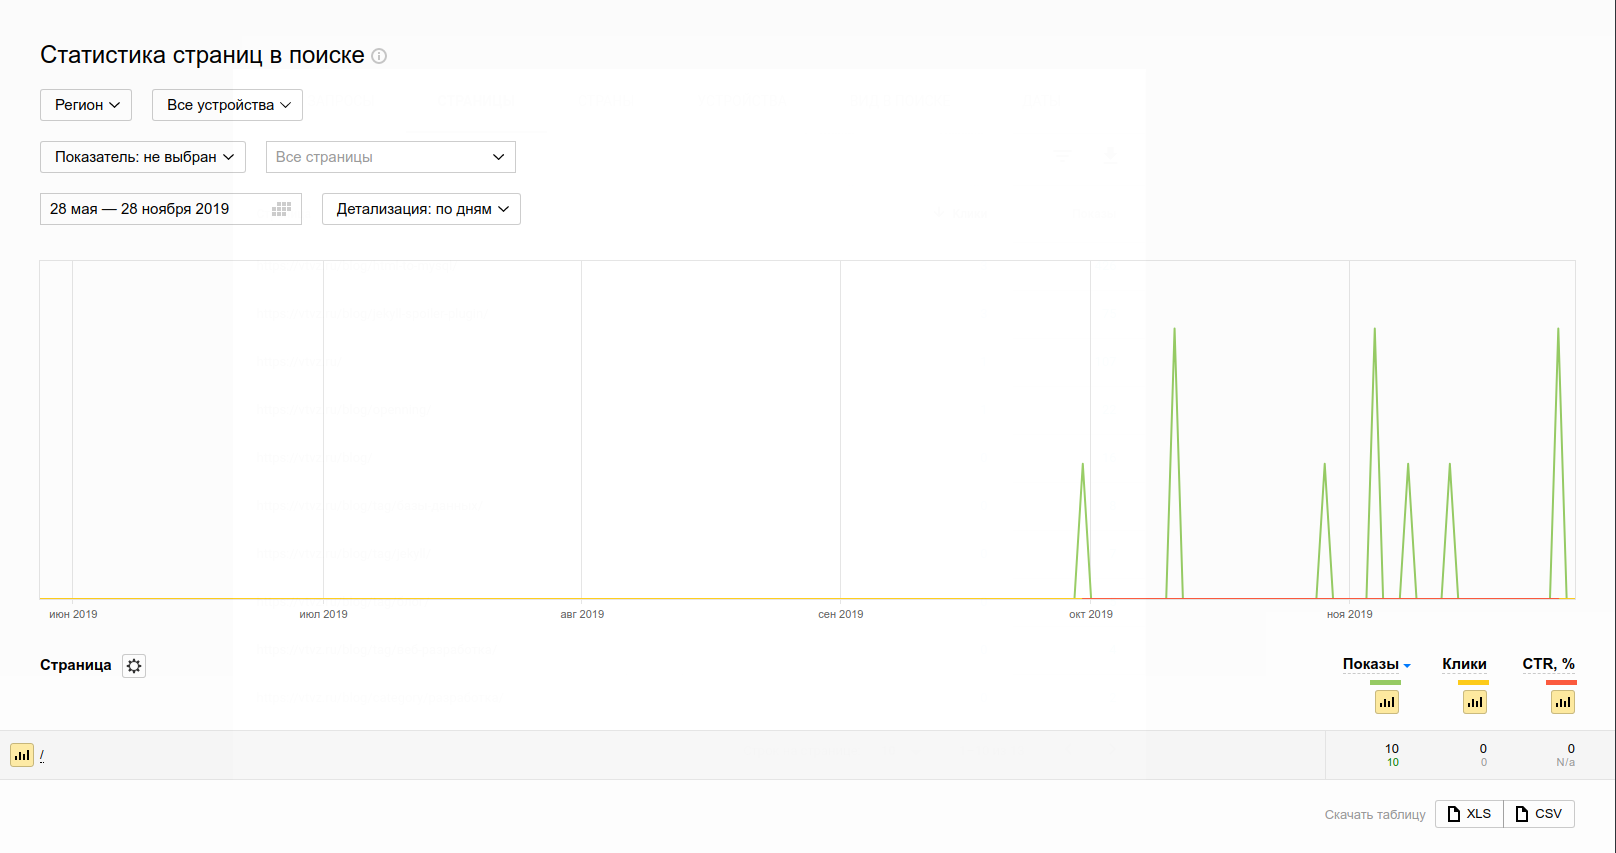 Статистика страниц в поиске
Регион Все устройства
Показатель: не выбран Все страницы
28 мая — 28 ноября 2019 Детализация: по дням
июн 2019 июл 2019 авг 2019 сен 2019 окт 2019 ноя 2019
Страница Показы Клики CTR, %
/ 10 0 0
10 0 N/a
Скачать таблицу XLS CSV